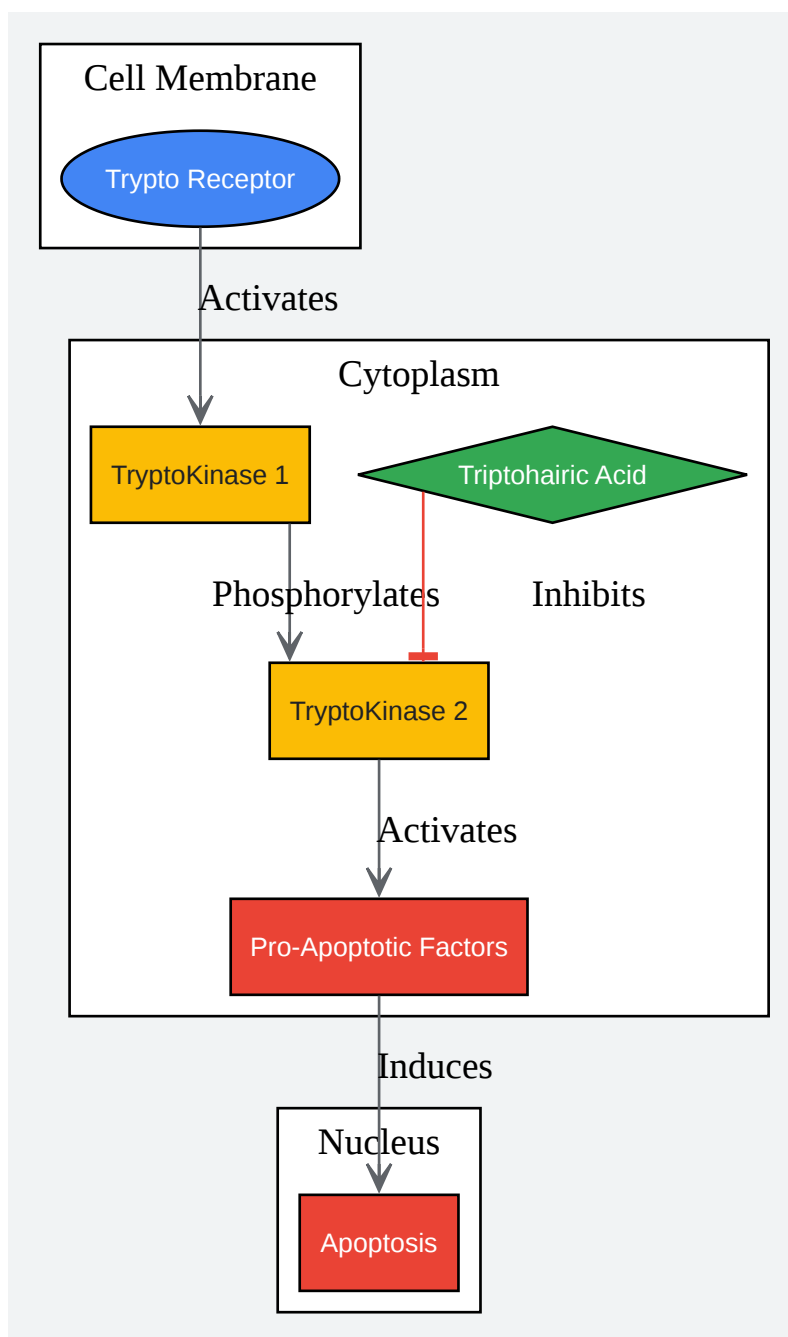 Cell Membrane
Trypto Receptor
Activates
Cytoplasm
TryptoKinase 1
Triptohairic Acid
Phosphorylates
Inhibits
TryptoKinase 2
Activates
Pro-Apoptotic Factors
Induces
Nucleus
Apoptosis